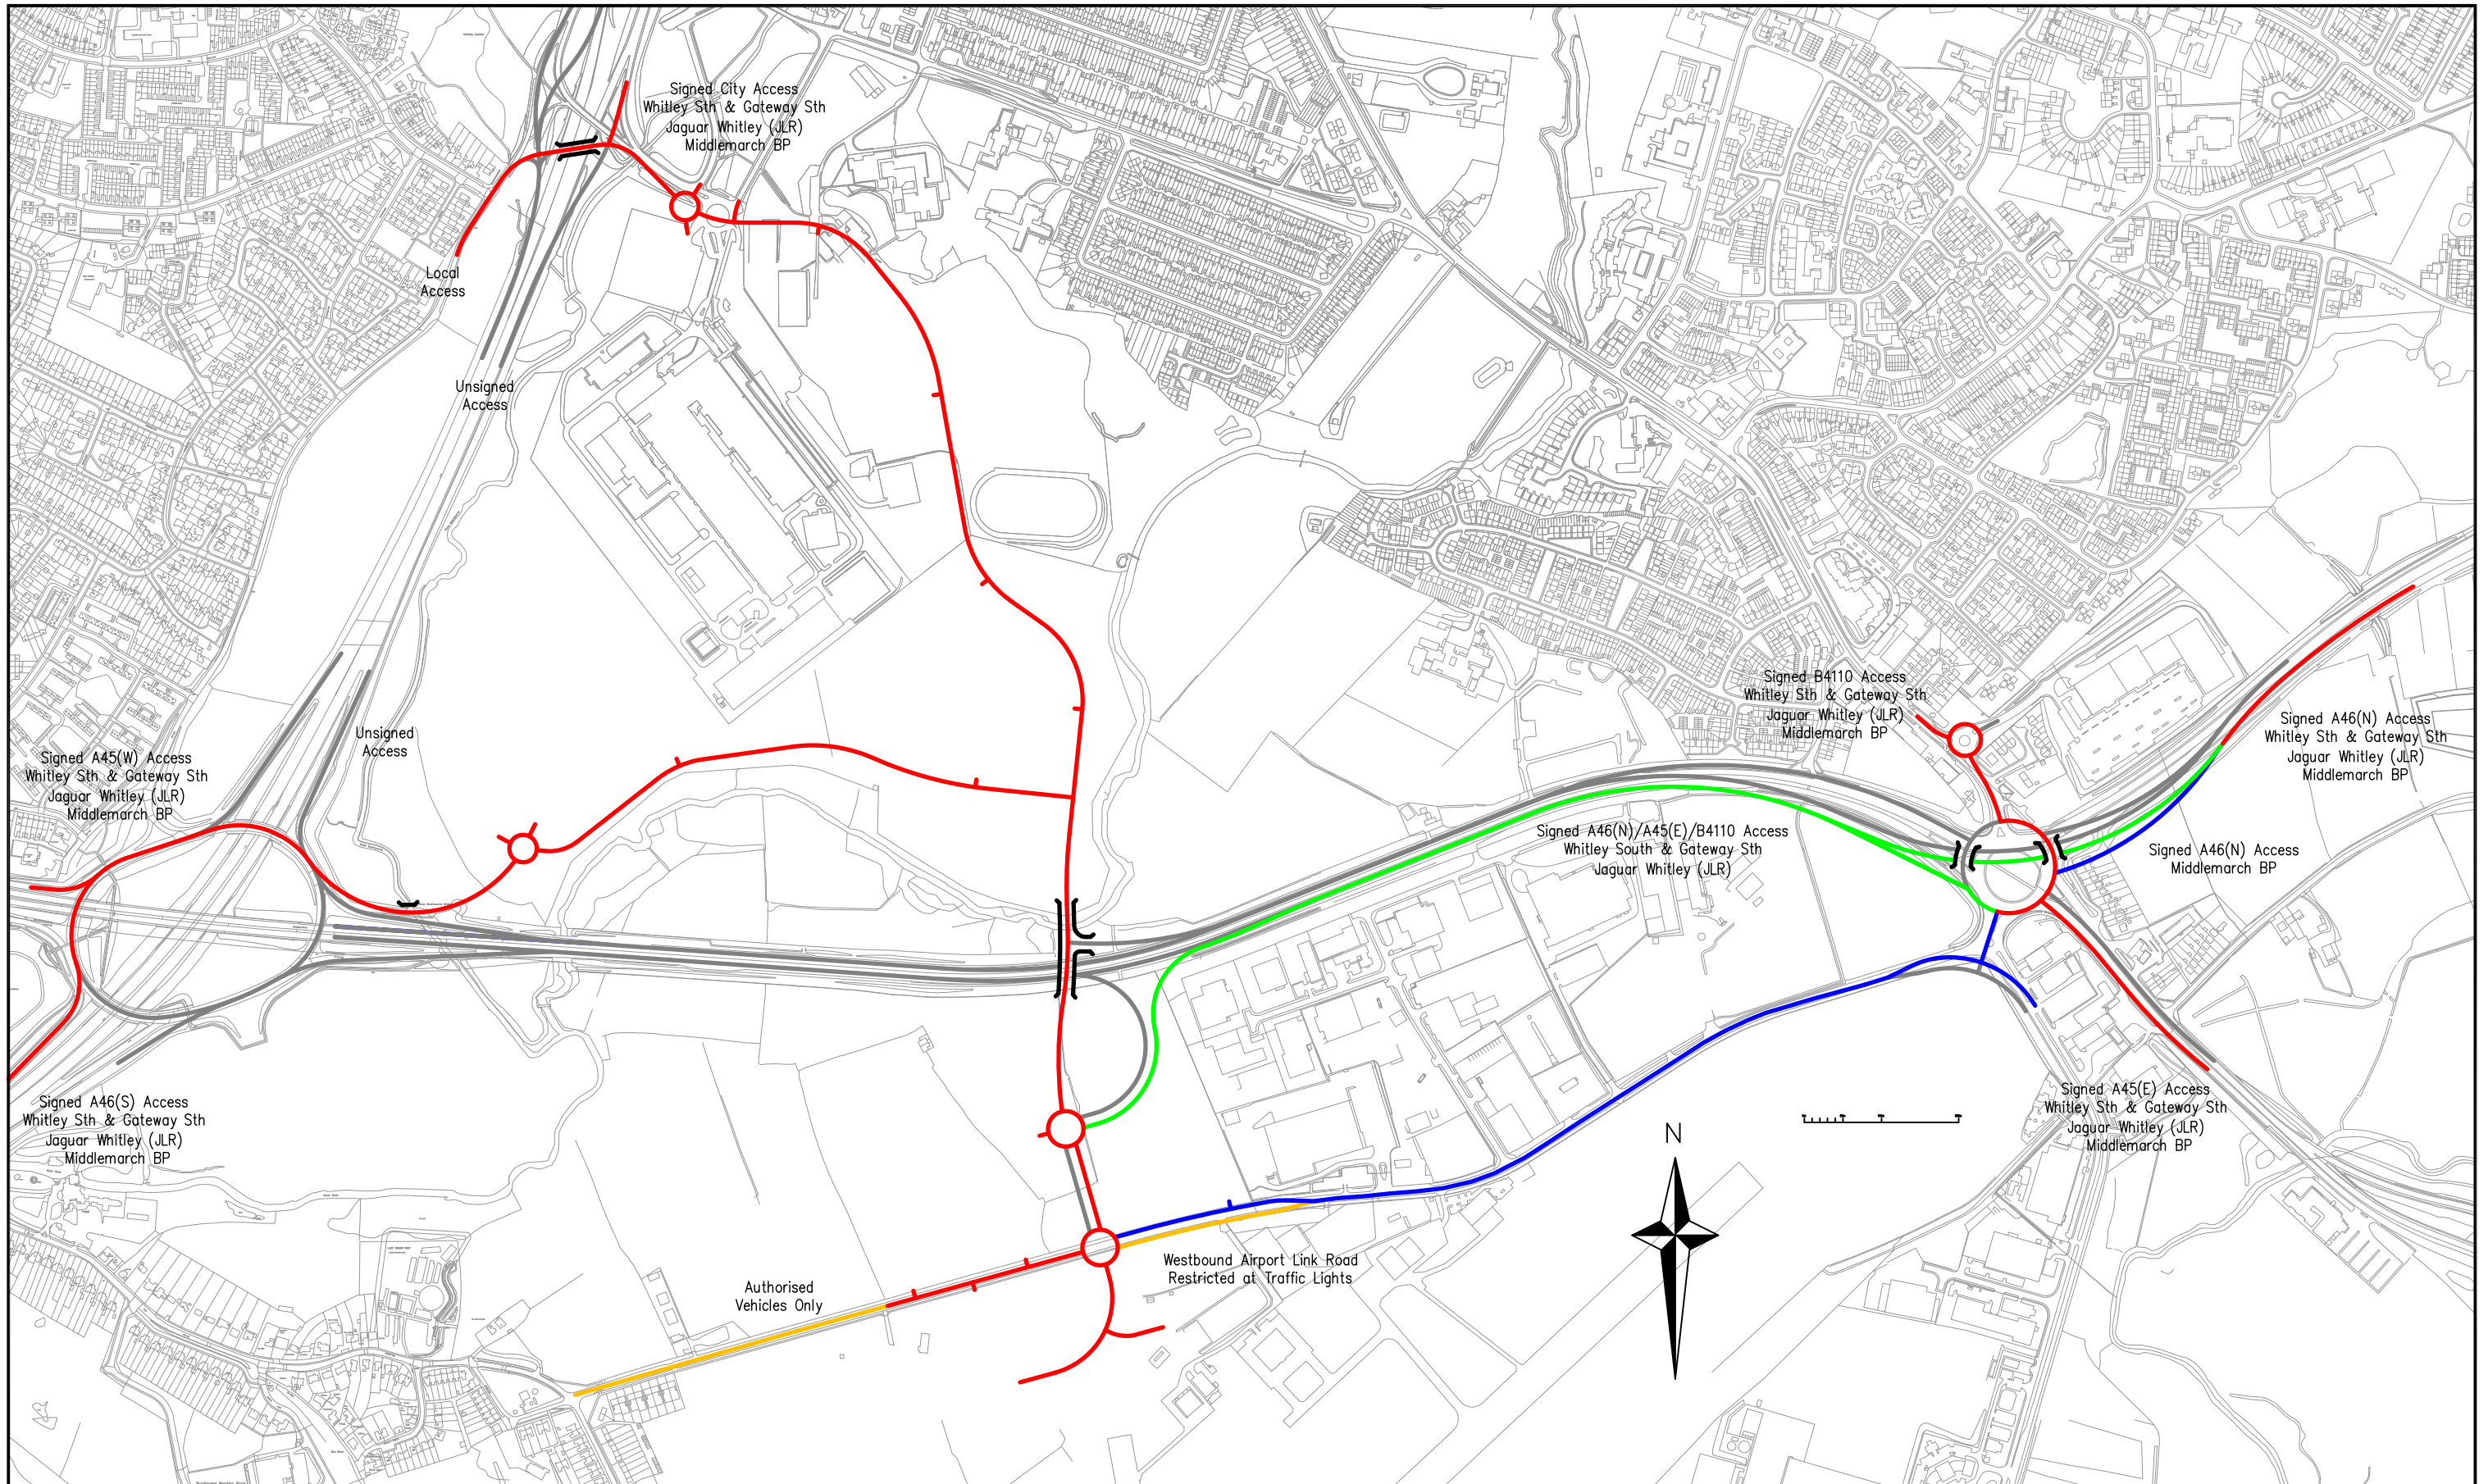 Signed City Access
Whitley Sth & Gateway Sth
Jaguar Whitley (JLR)
Middlemarch BP
Local
Access
Unsigned
Access
Unsigned
Access
Signed A45(W) Access
Whitley Sth & Gateway Sth
Jaguar Whitley (JLR)
Middlemarch BP
Signed B4110 Access
Whitley Sth & Gateway Sth
Jaguar Whitley (JLR)
Middlemarch BP
Signed A46(N) Access
Whitley Sth & Gateway Sth
Jaguar Whitley (JLR)
Middlemarch BP
Signed A46(N)/A45(E)/B4110 Access
Whitley South & Gateway Sth
Jaguar Whitley (JLR)
Signed A46(N) Access
Middlemarch BP
Signed A46(S) Access
Whitley Sth & Gateway Sth
Jaguar Whitley (JLR)
Middlemarch BP
Signed A45(E) Access
Whitley Sth & Gateway Sth
Jaguar Whitley (JLR)
Middlemarch BP
N
Westbound Airport Link Road
Restricted at Traffic Lights
Authorised
Vehicles Only